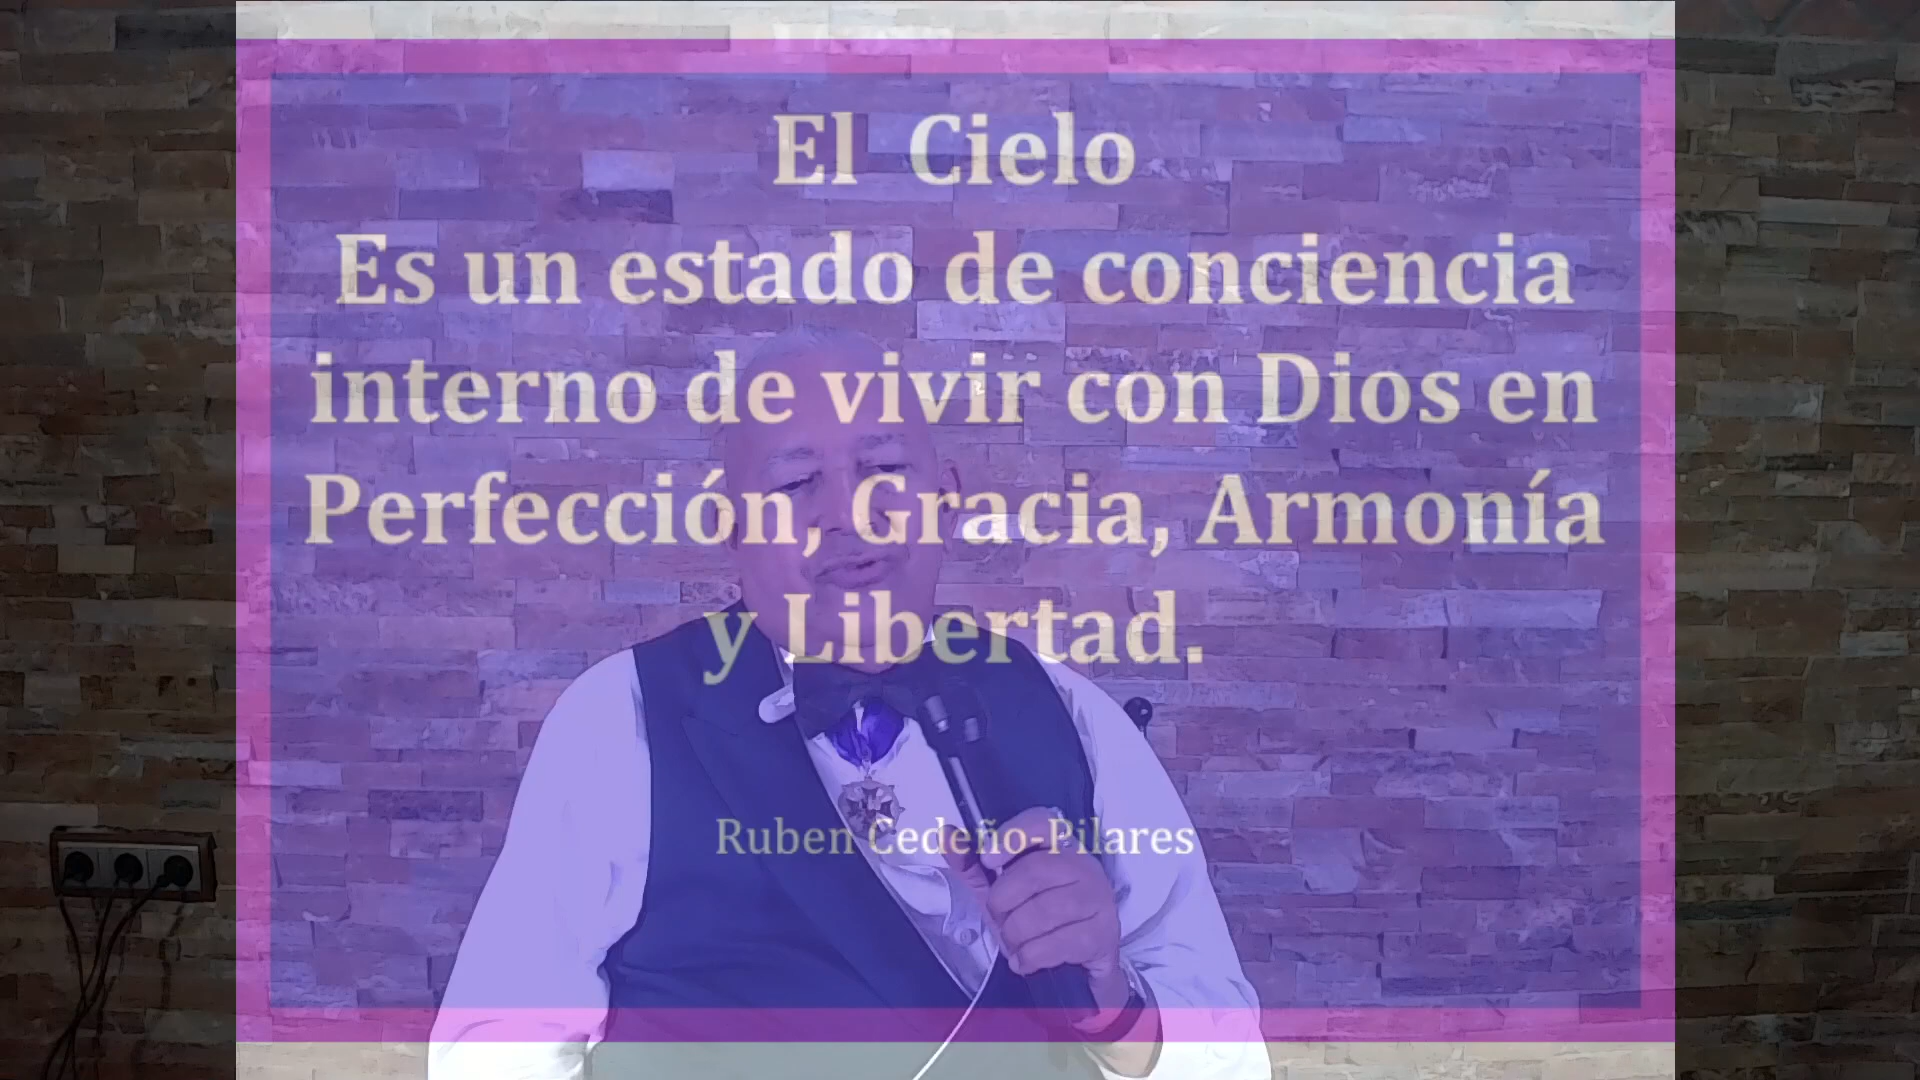 El Cielo
Es un estado de conciencia
interno de vivir con Dios en
Perfección, Gracia, Armonía
y Libertad.
Ruben Cedeño-Pilares